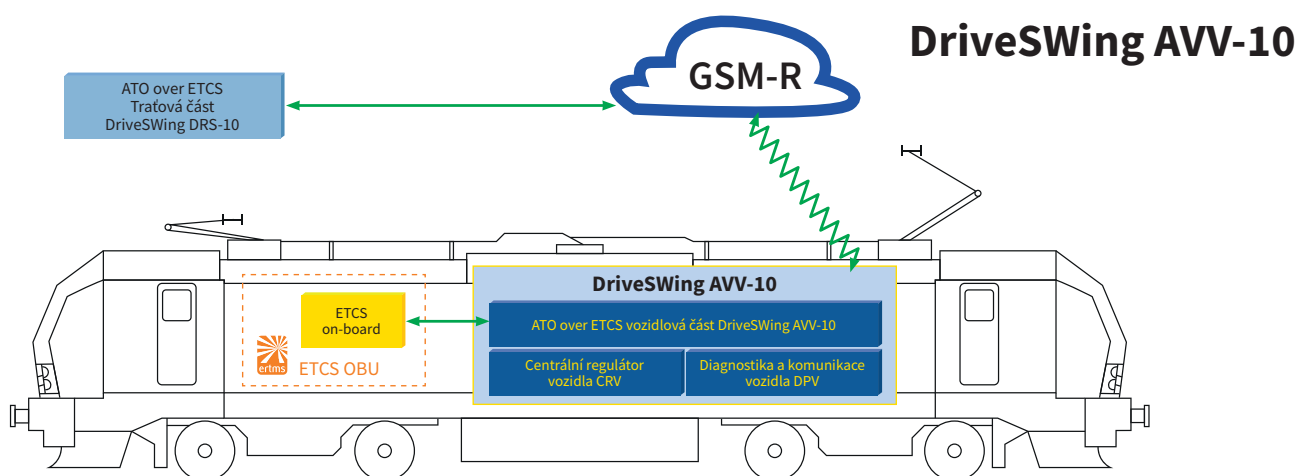 DriveSWing AVV-10
GSM-R
ATO over ETCS
Traťová část
DriveSWing DRS-10
DriveSWing AVV-10
ETCS
on-board
ATO over ETCS vozidlová část DriveSWing AVV-10
ertms
ETCS OBU
Centrální regulátor
vozidla CRV
Diagnostika a komunikace
vozidla DPV